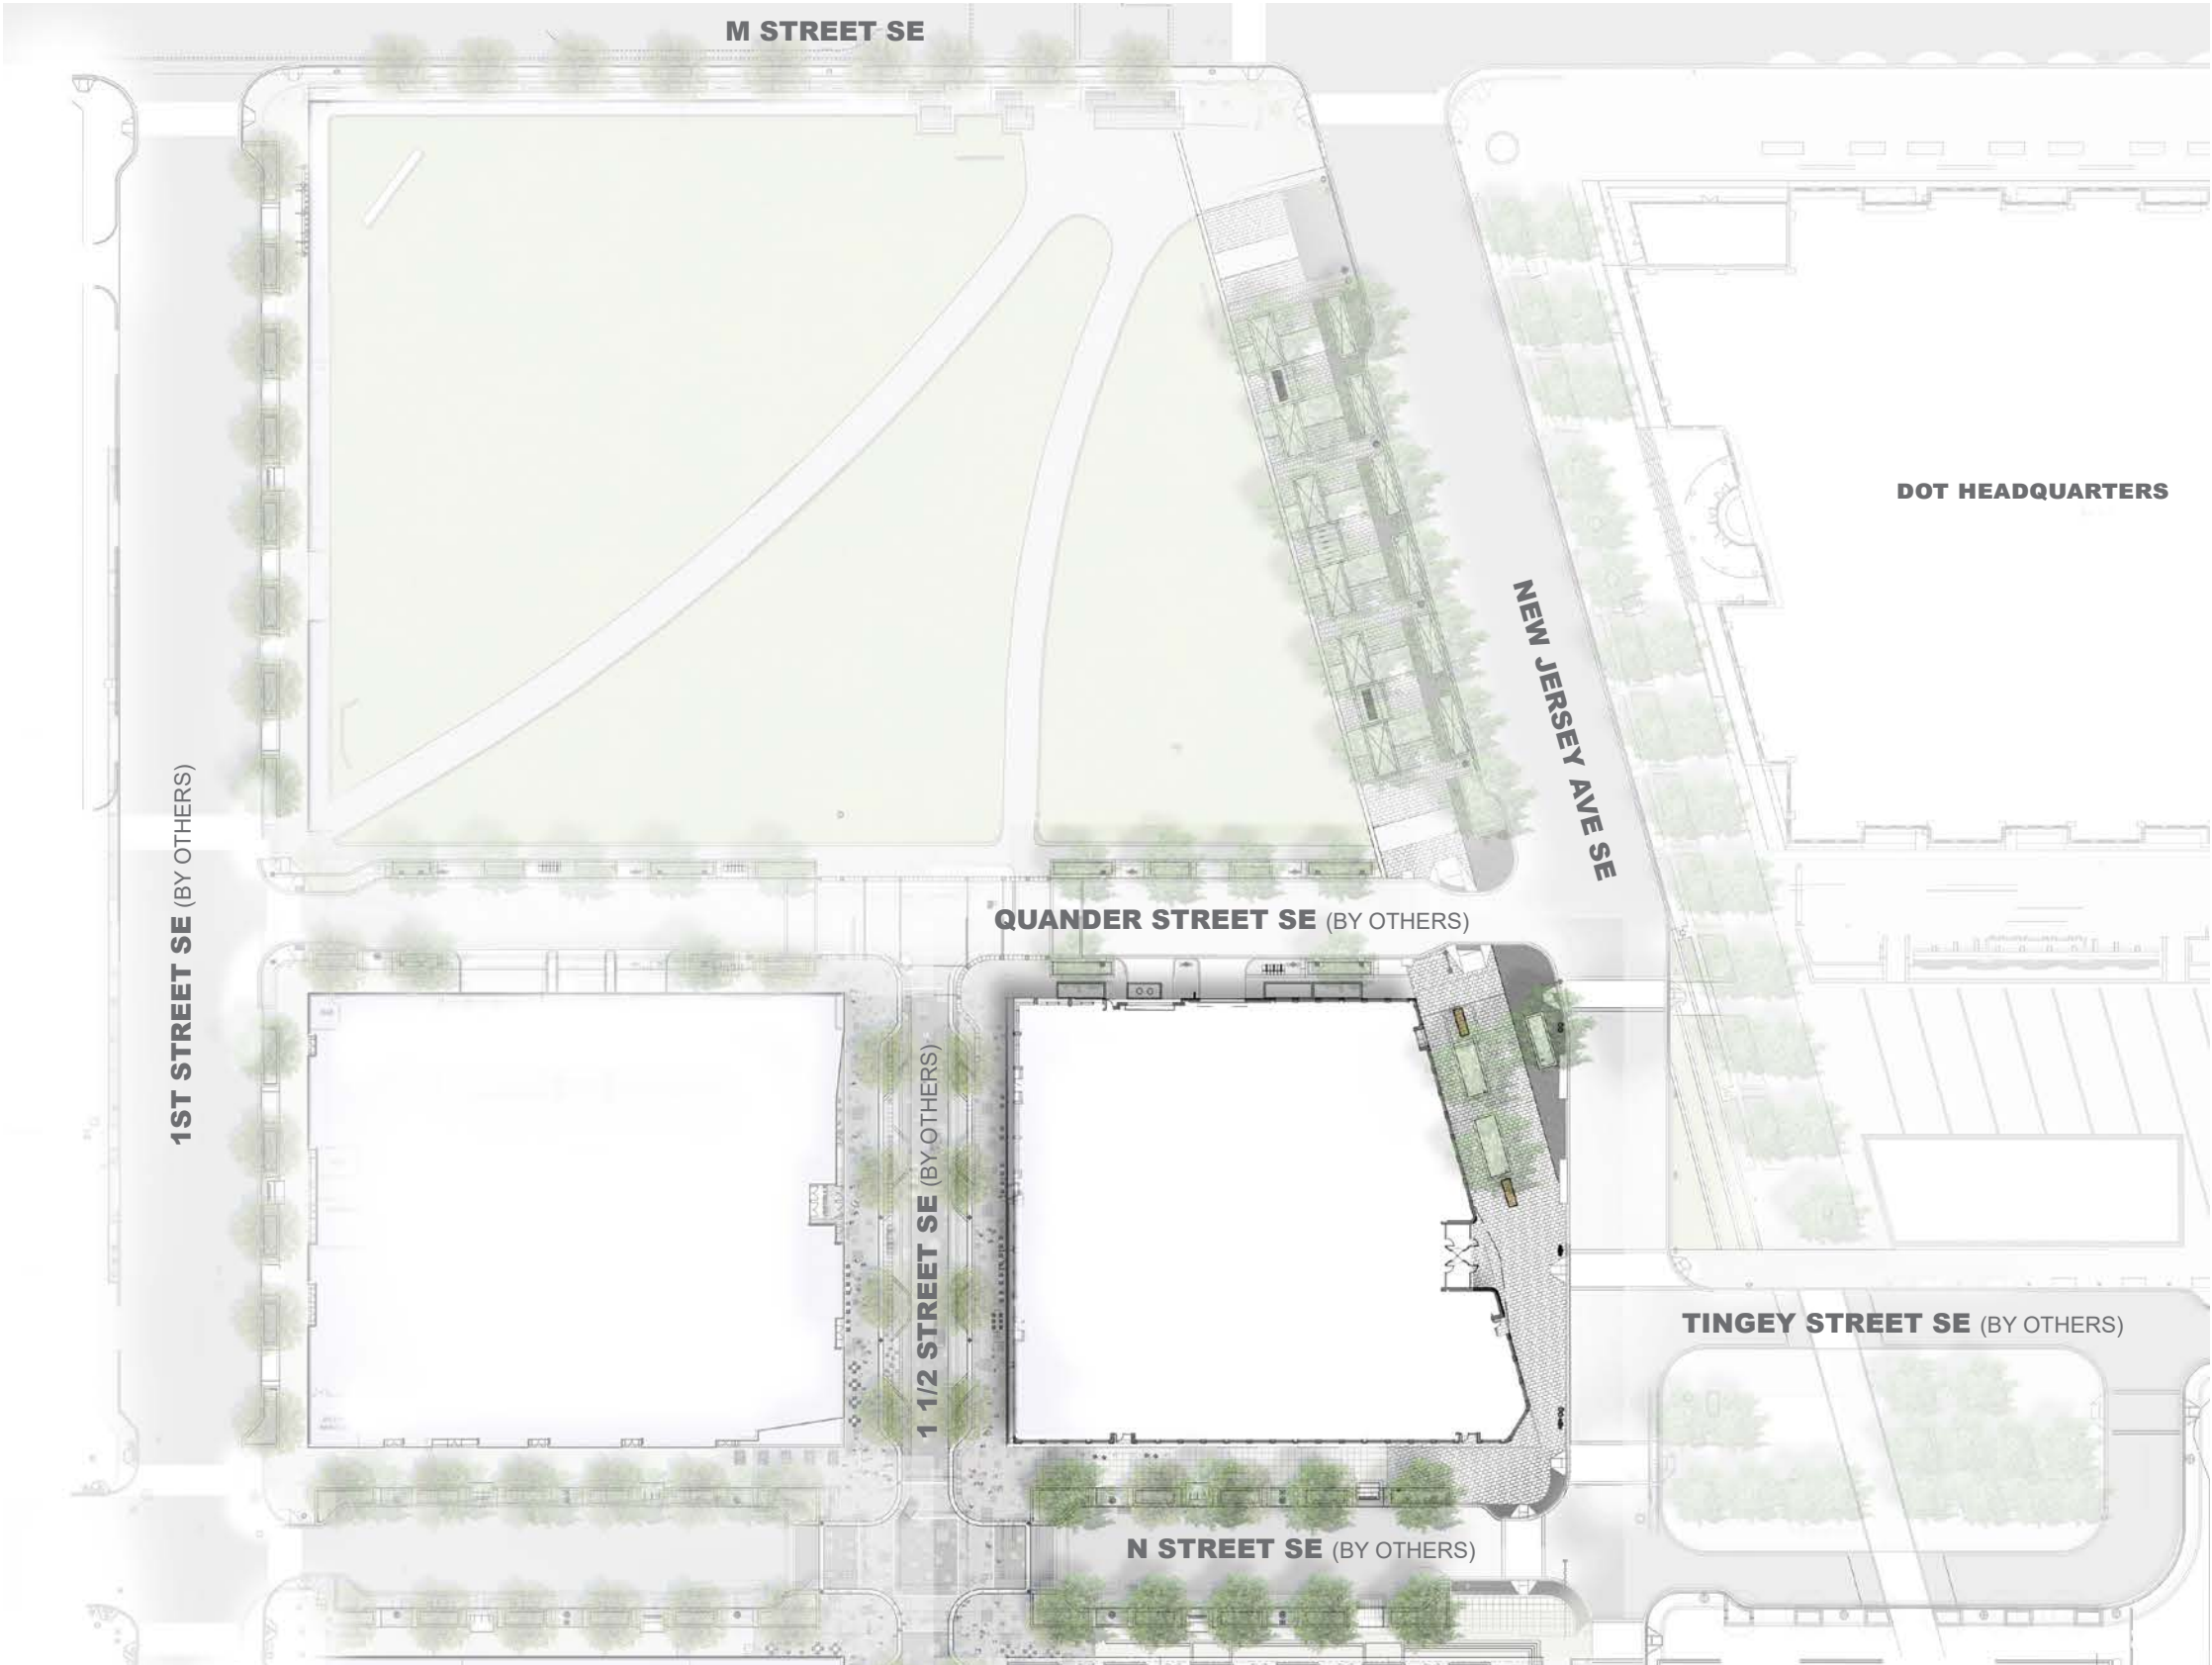 M STREET SE
DOT HEADQUARTERS
NEW JERSEY AVE SE
1ST STREET SE (BY OTHERS)
QUANDER STREET SE (BY OTHERS)
1 1/2 STREET SE (BY OTHERS)
TINGEY STREET SE (BY OTHERS)
N STREET SE (BY OTHERS)